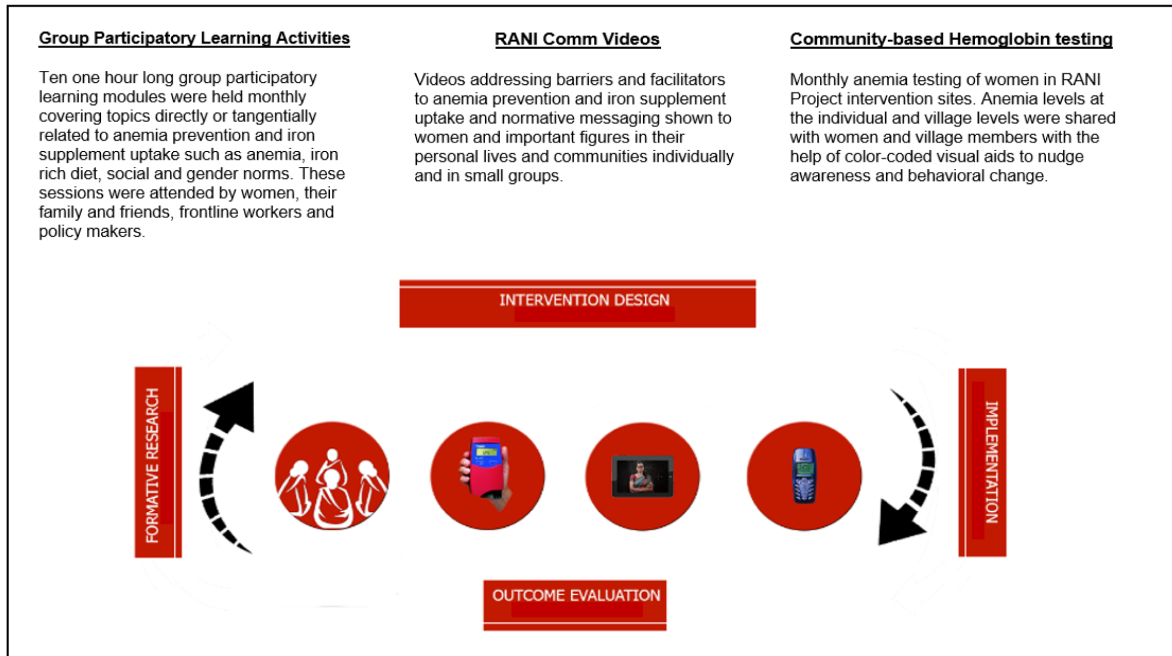 Group Participatory Learning Activities
Ten one hour long group participatory
learning modules were held monthly
covering topics directly or tangentially
related to anemia prevention and iron
supplement uptake such as anemia, iron
rich diet, social and gender norms. These
sessions were attended by women, their
family and friends, frontline workers and
policy makers.
RANI Comm Videos
Videos addressing barriers and facilitators
to anemia prevention and iron supplement
uptake and normative messaging shown to
women and important figures in their
personal lives and communities individually
and in small groups.
Community-based Hemoglobin testing
Monthly anemia testing of women in RANI
Project intervention sites. Anemia levels at
the individual and village levels were shared
with women and village members with the
help of color-coded visual aids to nudge
awareness and behavioral change.
INTERVENTION DESIGN
FORMATIVE RESEARCH
IMPLEMENTATION
OUTCOME EVALUATION